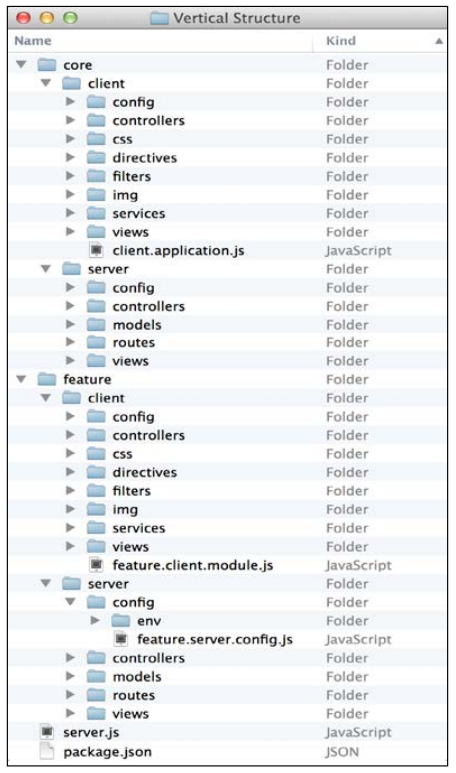 Vertical Structure
Name Kind
core Folder
client Folder
config Folder
controllers Folder
css Folder
directives Folder
filters Folder
img Folder
services Folder
views Folder
client.application.js JavaScript
server Folder
config Folder
controllers Folder
models Folder
routes Folder
views Folder
feature Folder
client Folder
config Folder
controllers Folder
css Folder
directives Folder
filters Folder
img Folder
services Folder
views Folder
feature.client.module.js JavaScript
server Folder
config Folder
env Folder
feature.server.config.js JavaScript
controllers Folder
models Folder
routes Folder
views Folder
server.js JavaScript
package.json JSON